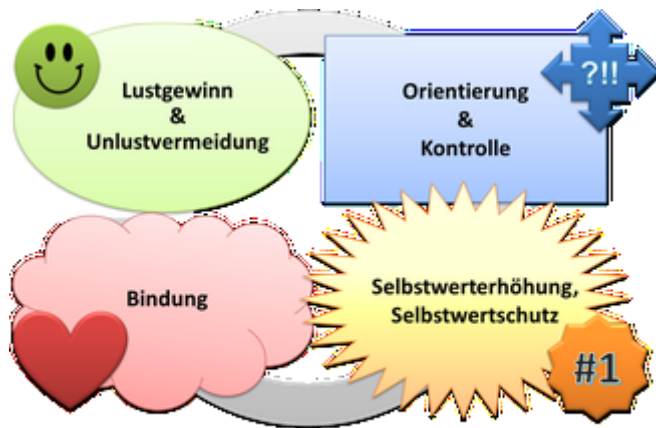 Lustgewinn
&
Unlustvermeidung
Orientierung
&
Kontrolle
?!!
Bindung
Selbstwerterhöhung,
Selbstwertschutz
#1